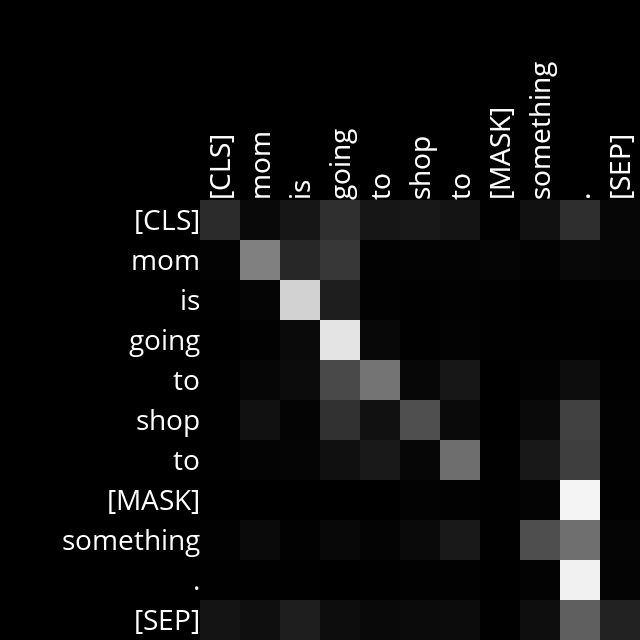 [CLS] mom is going to shop to [MASK] something . [SEP]
[CLS]
mom
is
going
to
shop
to
[MASK]
something
.
[SEP]